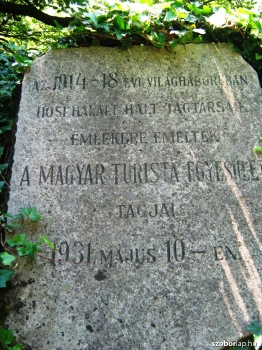 AZ 1914-18 ÉVI VILÁGHÁBORÚBAN
HŐSI HALÁLT HALT TAGTÁRSAIK
EMLÉKÉRE EMELTÉK
A MAGYAR TURISTA EGYESÜLET
TAGJAI
1931 MÁJUS 10-ÉN.
szoborlap.hu